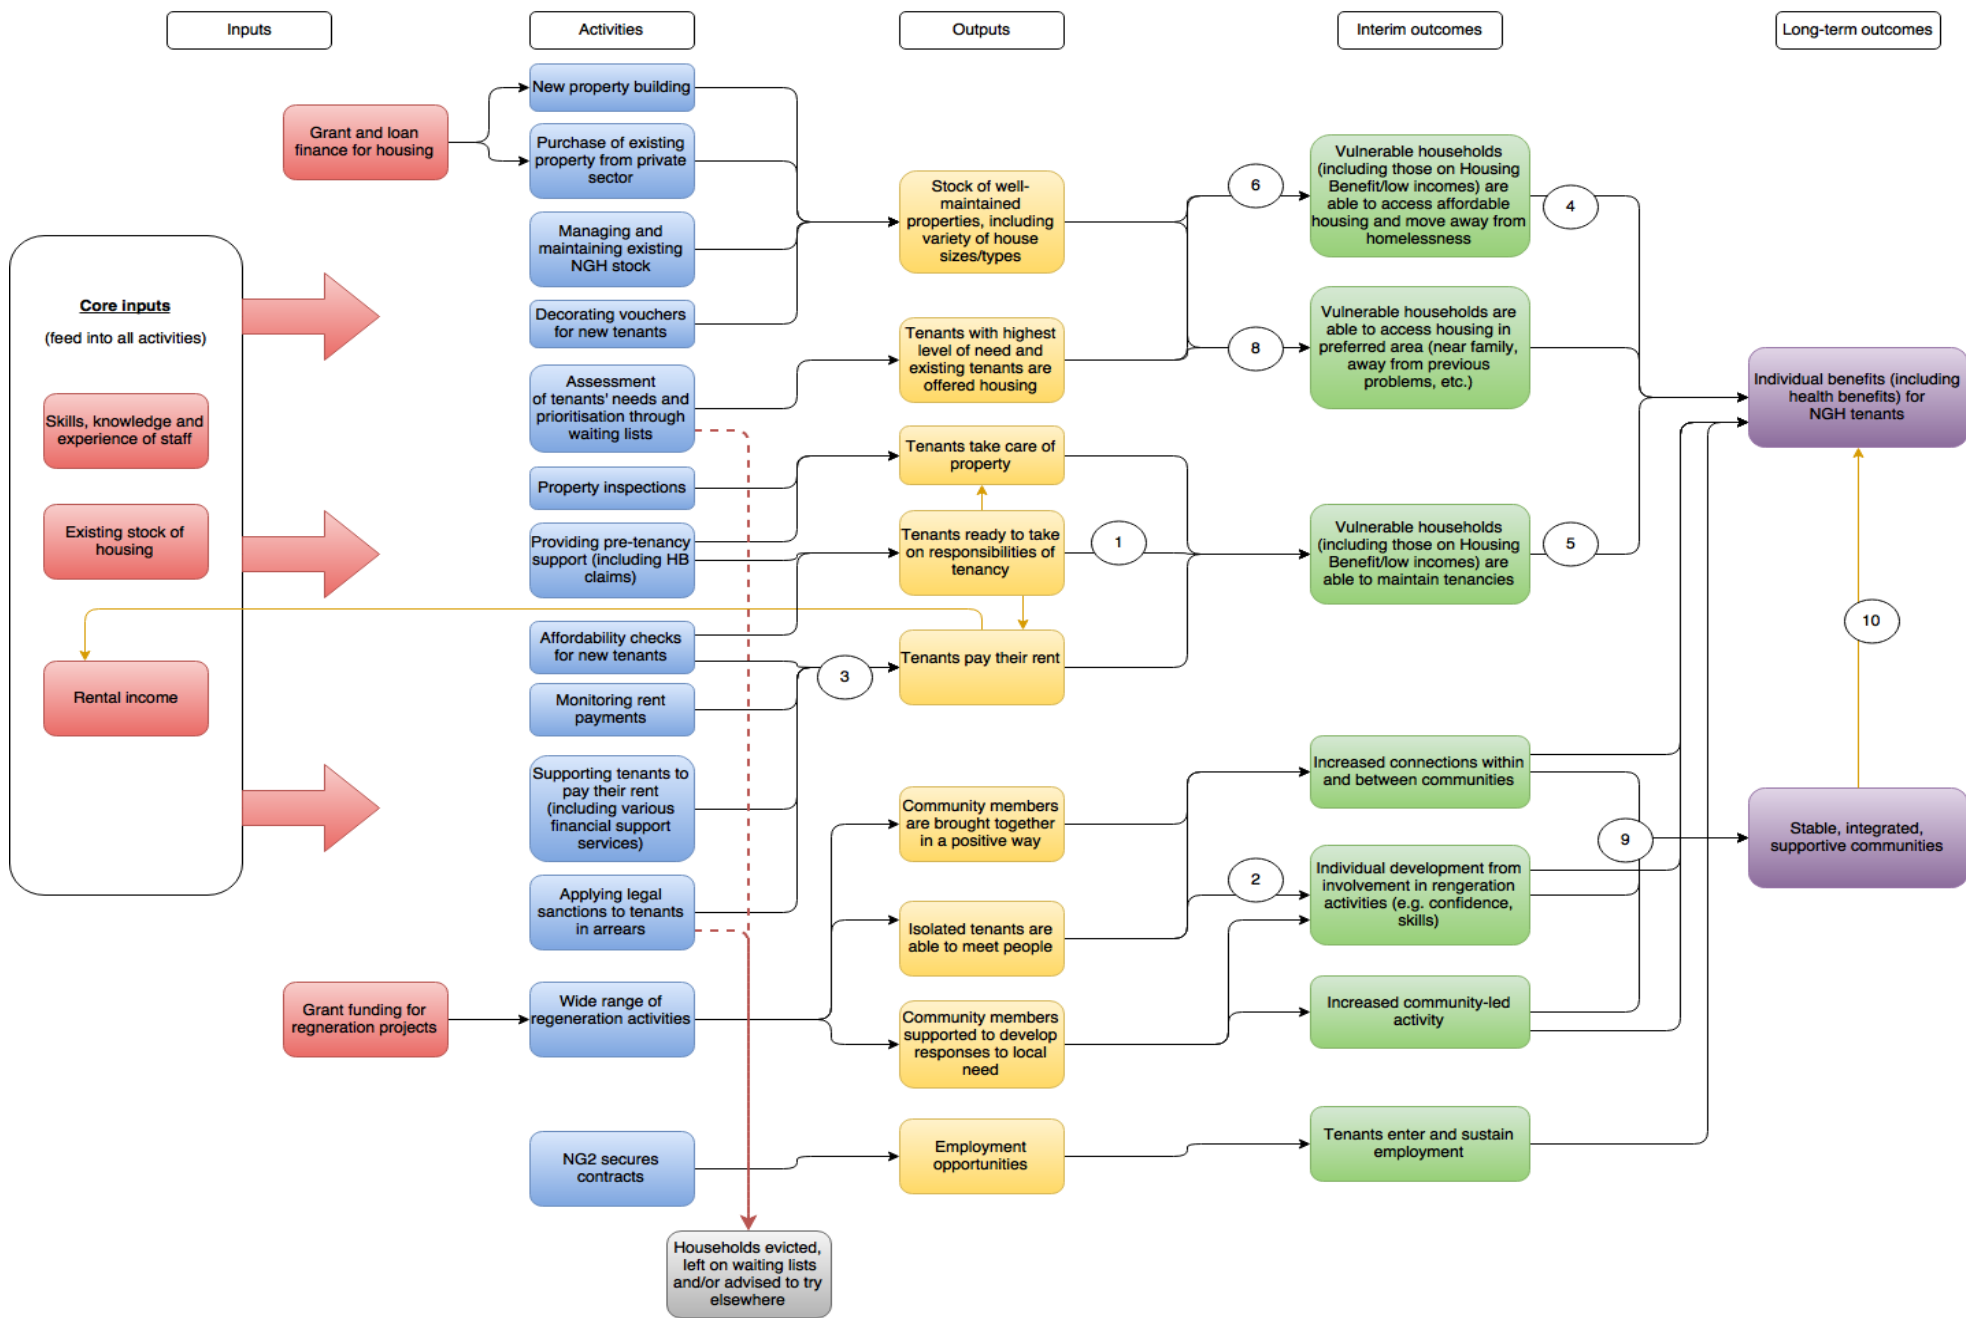 Inputs
Activities
Outputs
Interim outcomes
Long-term outcomes
Grant and loan
finance for housing
Core inputs
(feed into all activities)
Skills, knowledge and
experience of staff
Existing stock of
housing
Rental income
Grant funding for
regneration projects
New property building
Purchase of existing
property from private
sector
Managing and
maintaining existing
NGH stock
Decorating vouchers
for new tenants
Assessment
of tenants' needs and
prioritisation through
waiting lists
Property inspections
Providing pre-tenancy
support (including HB
claims)
Affordability checks
for new tenants
Monitoring rent
payments
Supporting tenants to
pay their rent
(including various
financial support
services)
Applying legal
sanctions to tenants
in arrears
Wide range of
regeneration activities
NG2 secures
contracts
Households evicted,
left on waiting lists
and/or advised to try
elsewhere
Stock of well-
maintained
properties, including
variety of house
sizes/types
Tenants with highest
level of need and
existing tenants are
offered housing
Tenants take care of
property
Tenants ready to take
on responsibilities of
tenancy
Tenants pay their rent
Community members
are brought together
in a positive way
Isolated tenants are
able to meet people
Community members
supported to develop
responses to local
need
Employment
opportunities
3
1
6
8
2
Vulnerable households
(including those on Housing
Benefit/low incomes) are
able to access affordable
housing and move away from
homelessness
Vulnerable households are
able to access housing in
preferred area (near family,
away from previous
problems, etc.)
Vulnerable households
(including those on Housing
Benefit/low incomes) are
able to maintain tenancies
Increased connections within
and between communities
Individual development from
involvement in rengeration
activities (e.g. confidence,
skills)
Increased community-led
activity
Tenants enter and sustain
employment
4
5
9
10
Individual benefits (including
health benefits) for
NGH tenants
Stable, integrated,
supportive communities